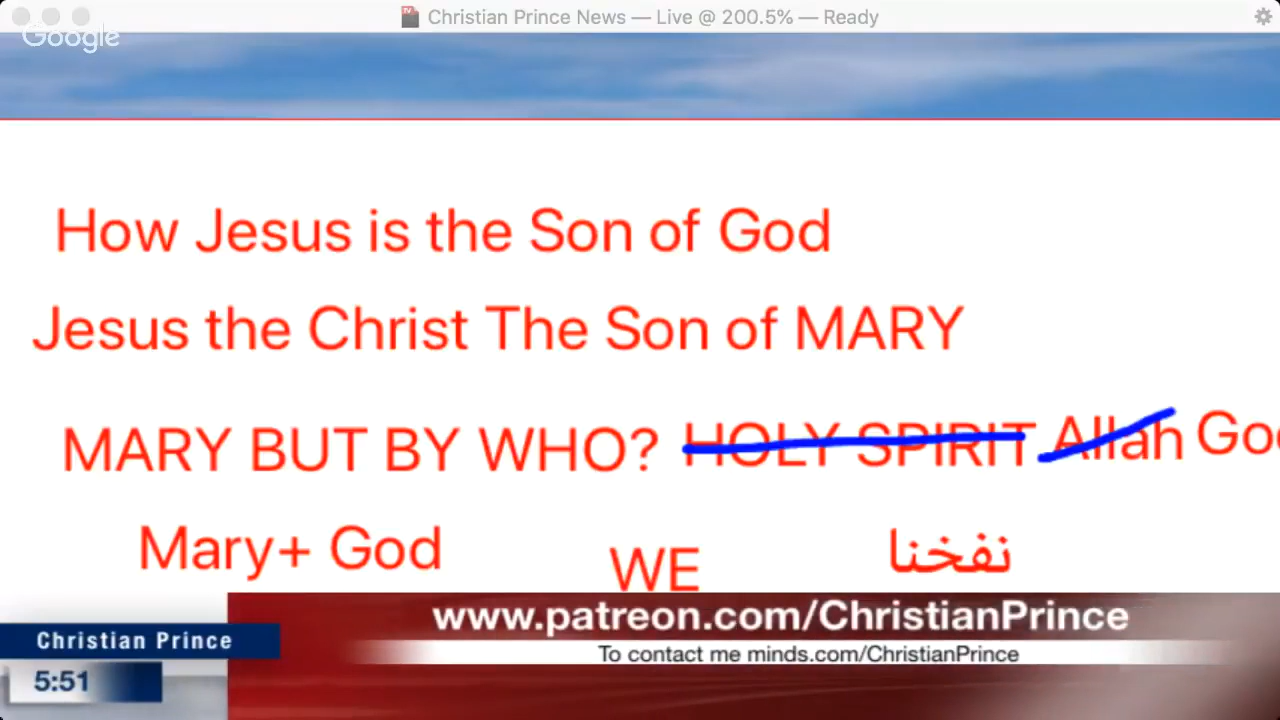 Christian Prince News — Live @ 200.5% — Ready
Google
How Jesus is the Son of God
Jesus the Christ The Son of MARY
MARY BUT BY WHO? HOLY SPIRIT Allah God
Mary+ God WE نفخنا
www.patreon.com/ChristianPrince
Christian Prince
To contact me minds.com/ChristianPrince
5:51